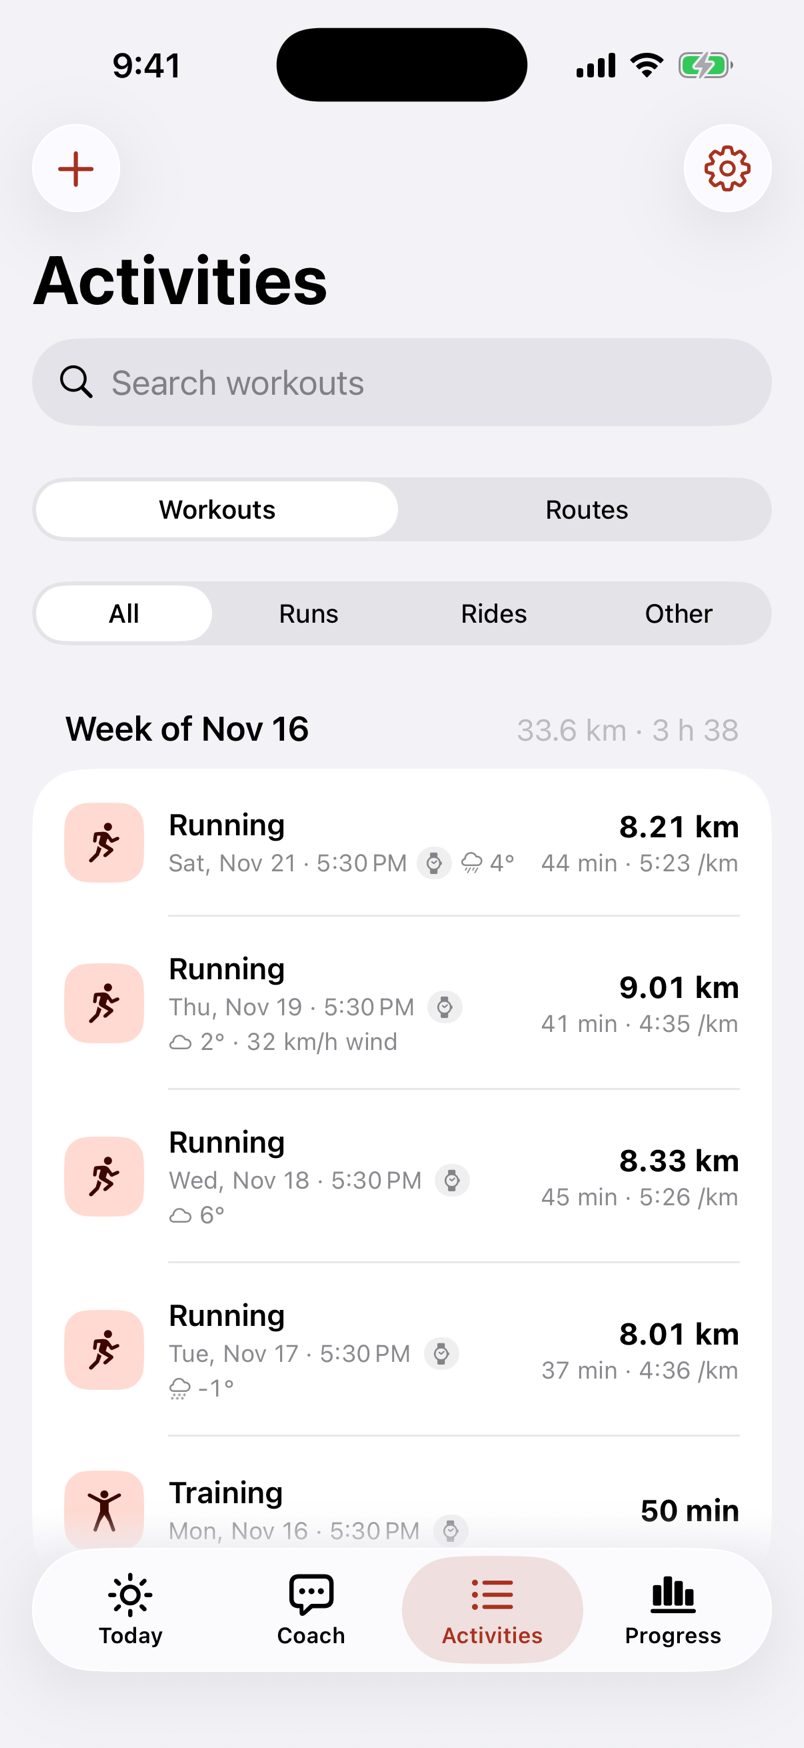 9:41
Activities
Search workouts
Workouts Routes
All Runs Rides Other
Week of Nov 16 33.6 km · 3 h 38
Running 8.21 km
Sat, Nov 21 · 5:30 PM 4° 44 min · 5:23 /km
Running 9.01 km
Thu, Nov 19 · 5:30 PM 41 min · 4:35 /km
2° · 32 km/h wind
Running 8.33 km
Wed, Nov 18 · 5:30 PM 45 min · 5:26 /km
6°
Running 8.01 km
Tue, Nov 17 · 5:30 PM 37 min · 4:36 /km
-1°
Training 50 min
Mon, Nov 16 · 5:30 PM
Today Coach Activities Progress